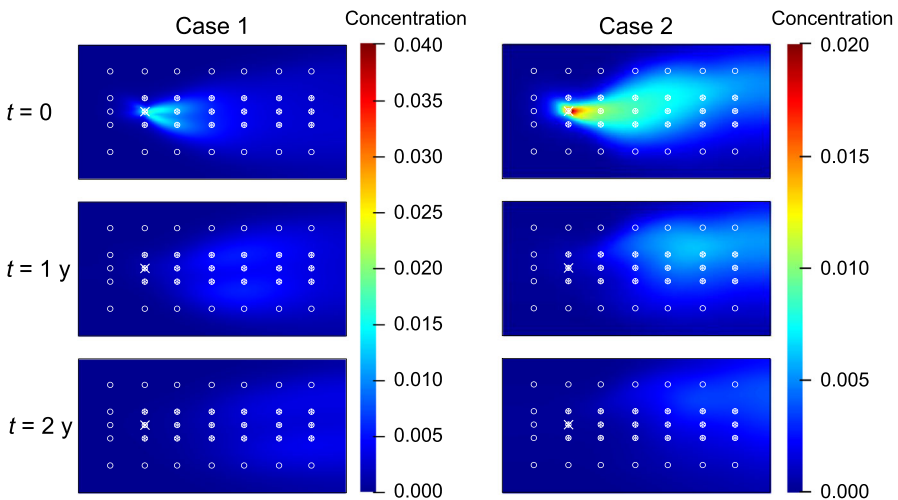 Case 1
Concentration
Case 2
Concentration
t = 0
t = 1 y
t = 2 y
0.040
0.035
0.030
0.025
0.020
0.015
0.010
0.005
0.000
0.020
0.015
0.010
0.005
0.000